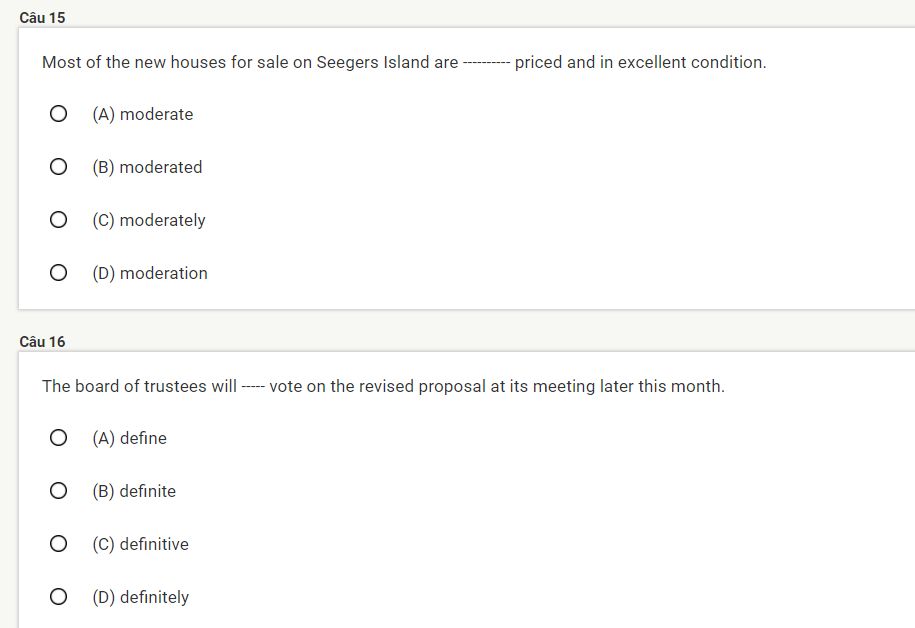 Câu 15
Most of the new houses for sale on Seegers Island are ---------- priced and in excellent condition.
(A) moderate
(B) moderated
(C) moderately
(D) moderation
Câu 16
The board of trustees will ----- vote on the revised proposal at its meeting later this month.
(A) define
(B) definite
(C) definitive
(D) definitely